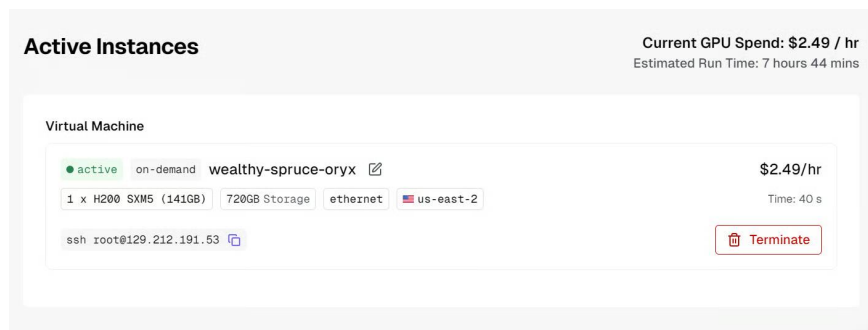 Active Instances
Current GPU Spend: $2.49 / hr
Estimated Run Time: 7 hours 44 mins
Virtual Machine
active on-demand wealthy-spruce-oryx $2.49/hr
1 x H200 SXM5 (141GB) 720GB Storage ethernet us-east-2 Time: 40 s
ssh root@129.212.191.53 Terminate